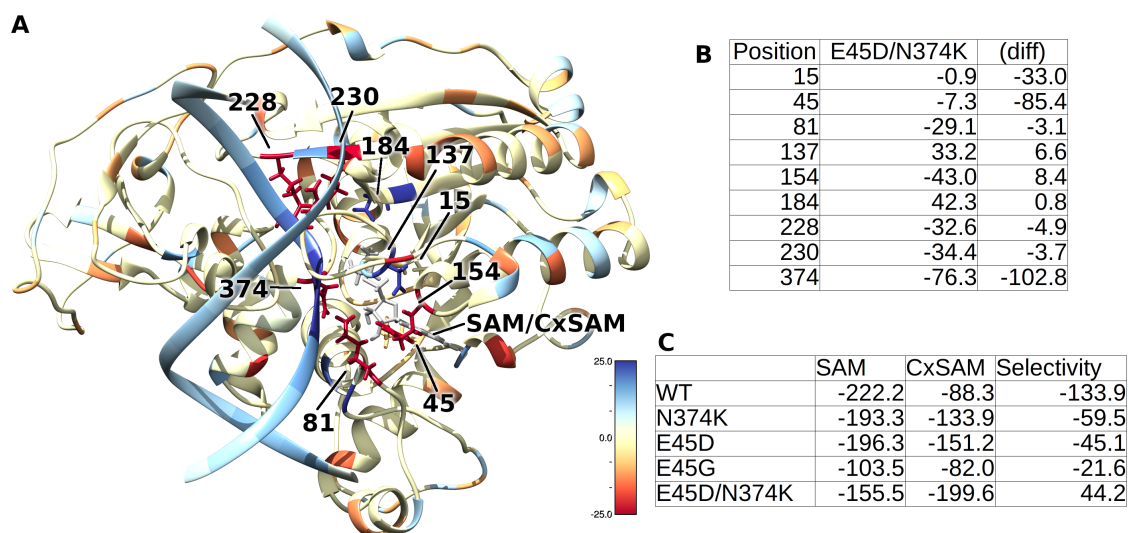 A
228
230
184
137
15
154
374
SAM/CxSAM
45
81
25.0
0.0
-25.0
B
Position E45D/N374K (diff)
15 -0.9 -33.0
45 -7.3 -85.4
81 -29.1 -3.1
137 33.2 6.6
154 -43.0 8.4
184 42.3 0.8
228 -32.6 -4.9
230 -34.4 -3.7
374 -76.3 -102.8
C
SAM CxSAM Selectivity
WT -222.2 -88.3 -133.9
N374K -193.3 -133.9 -59.5
E45D -196.3 -151.2 -45.1
E45G -103.5 -82.0 -21.6
E45D/N374K -155.5 -199.6 44.2